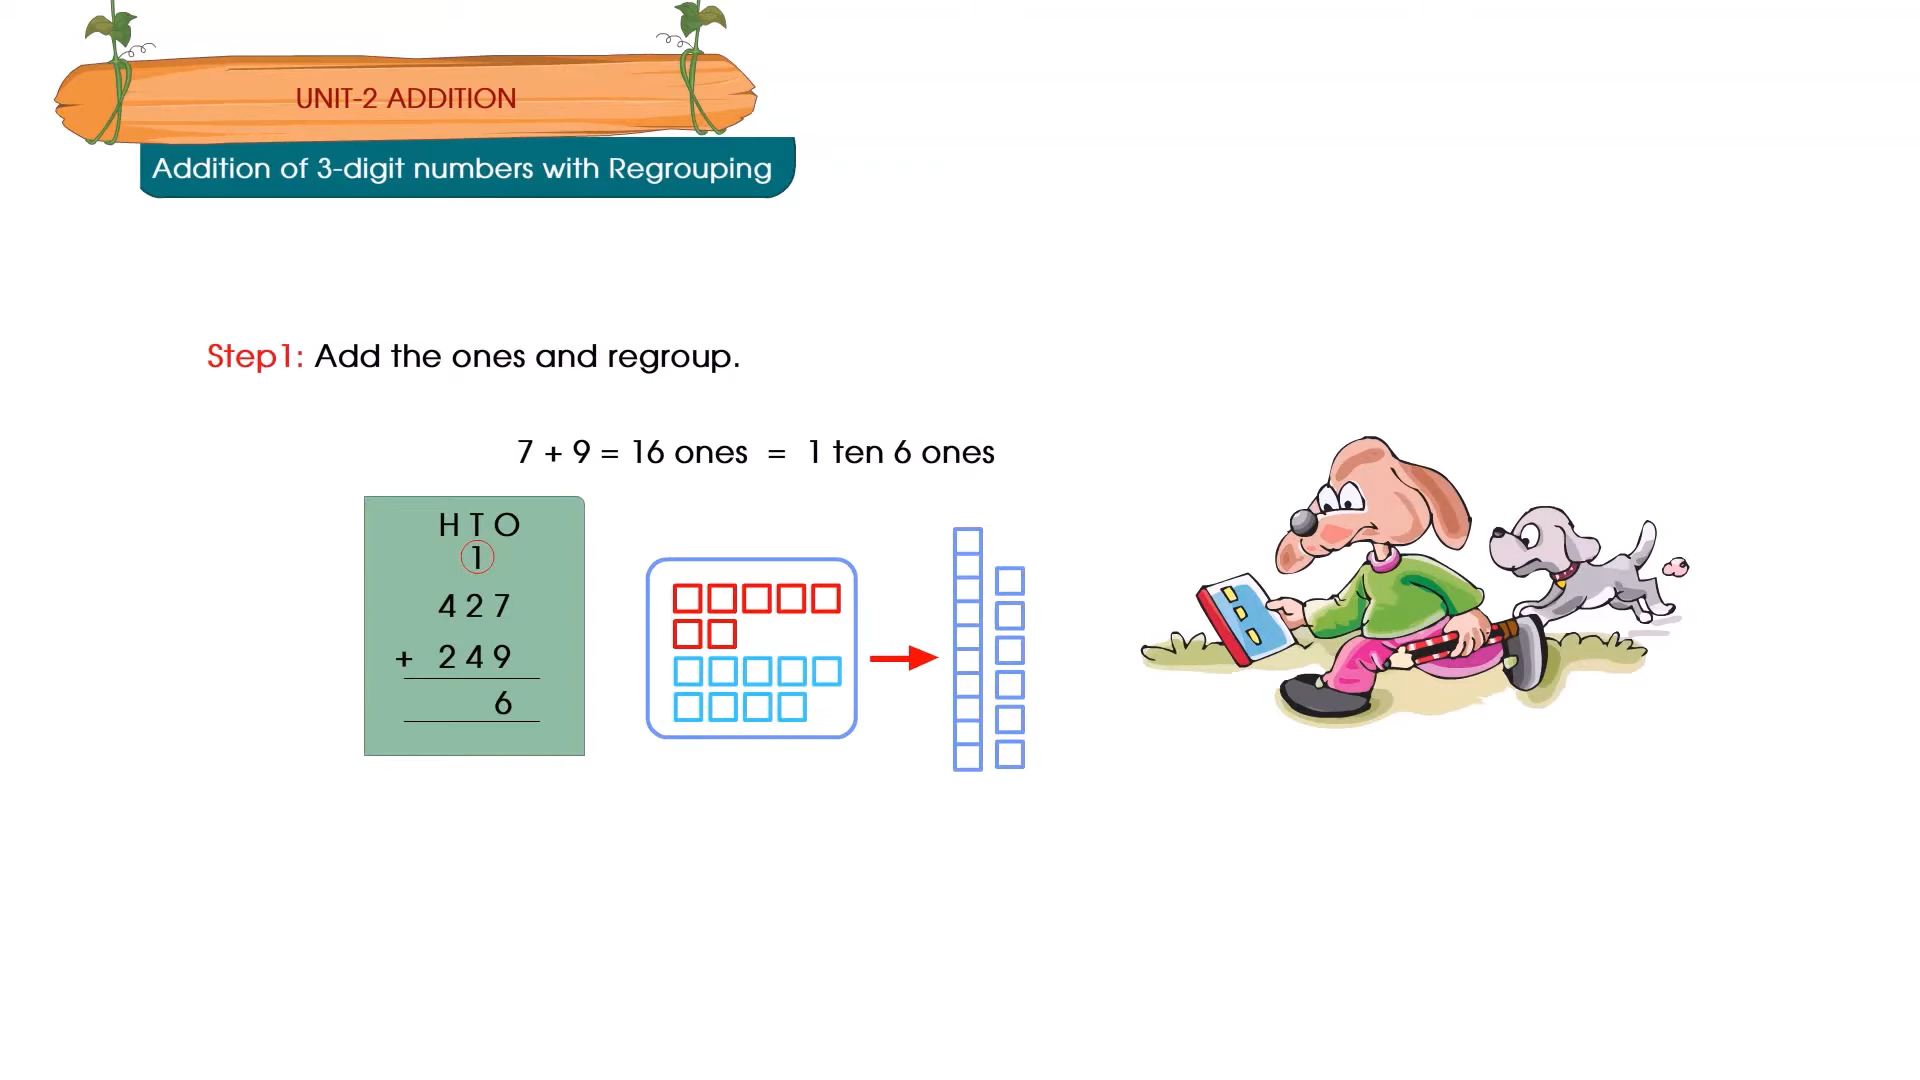 UNIT-2 ADDITION
Addition of 3-digit numbers with Regrouping
Step1: Add the ones and regroup.
7 + 9 = 16 ones = 1 ten 6 ones
H T O
1
4 2 7
+ 2 4 9
6